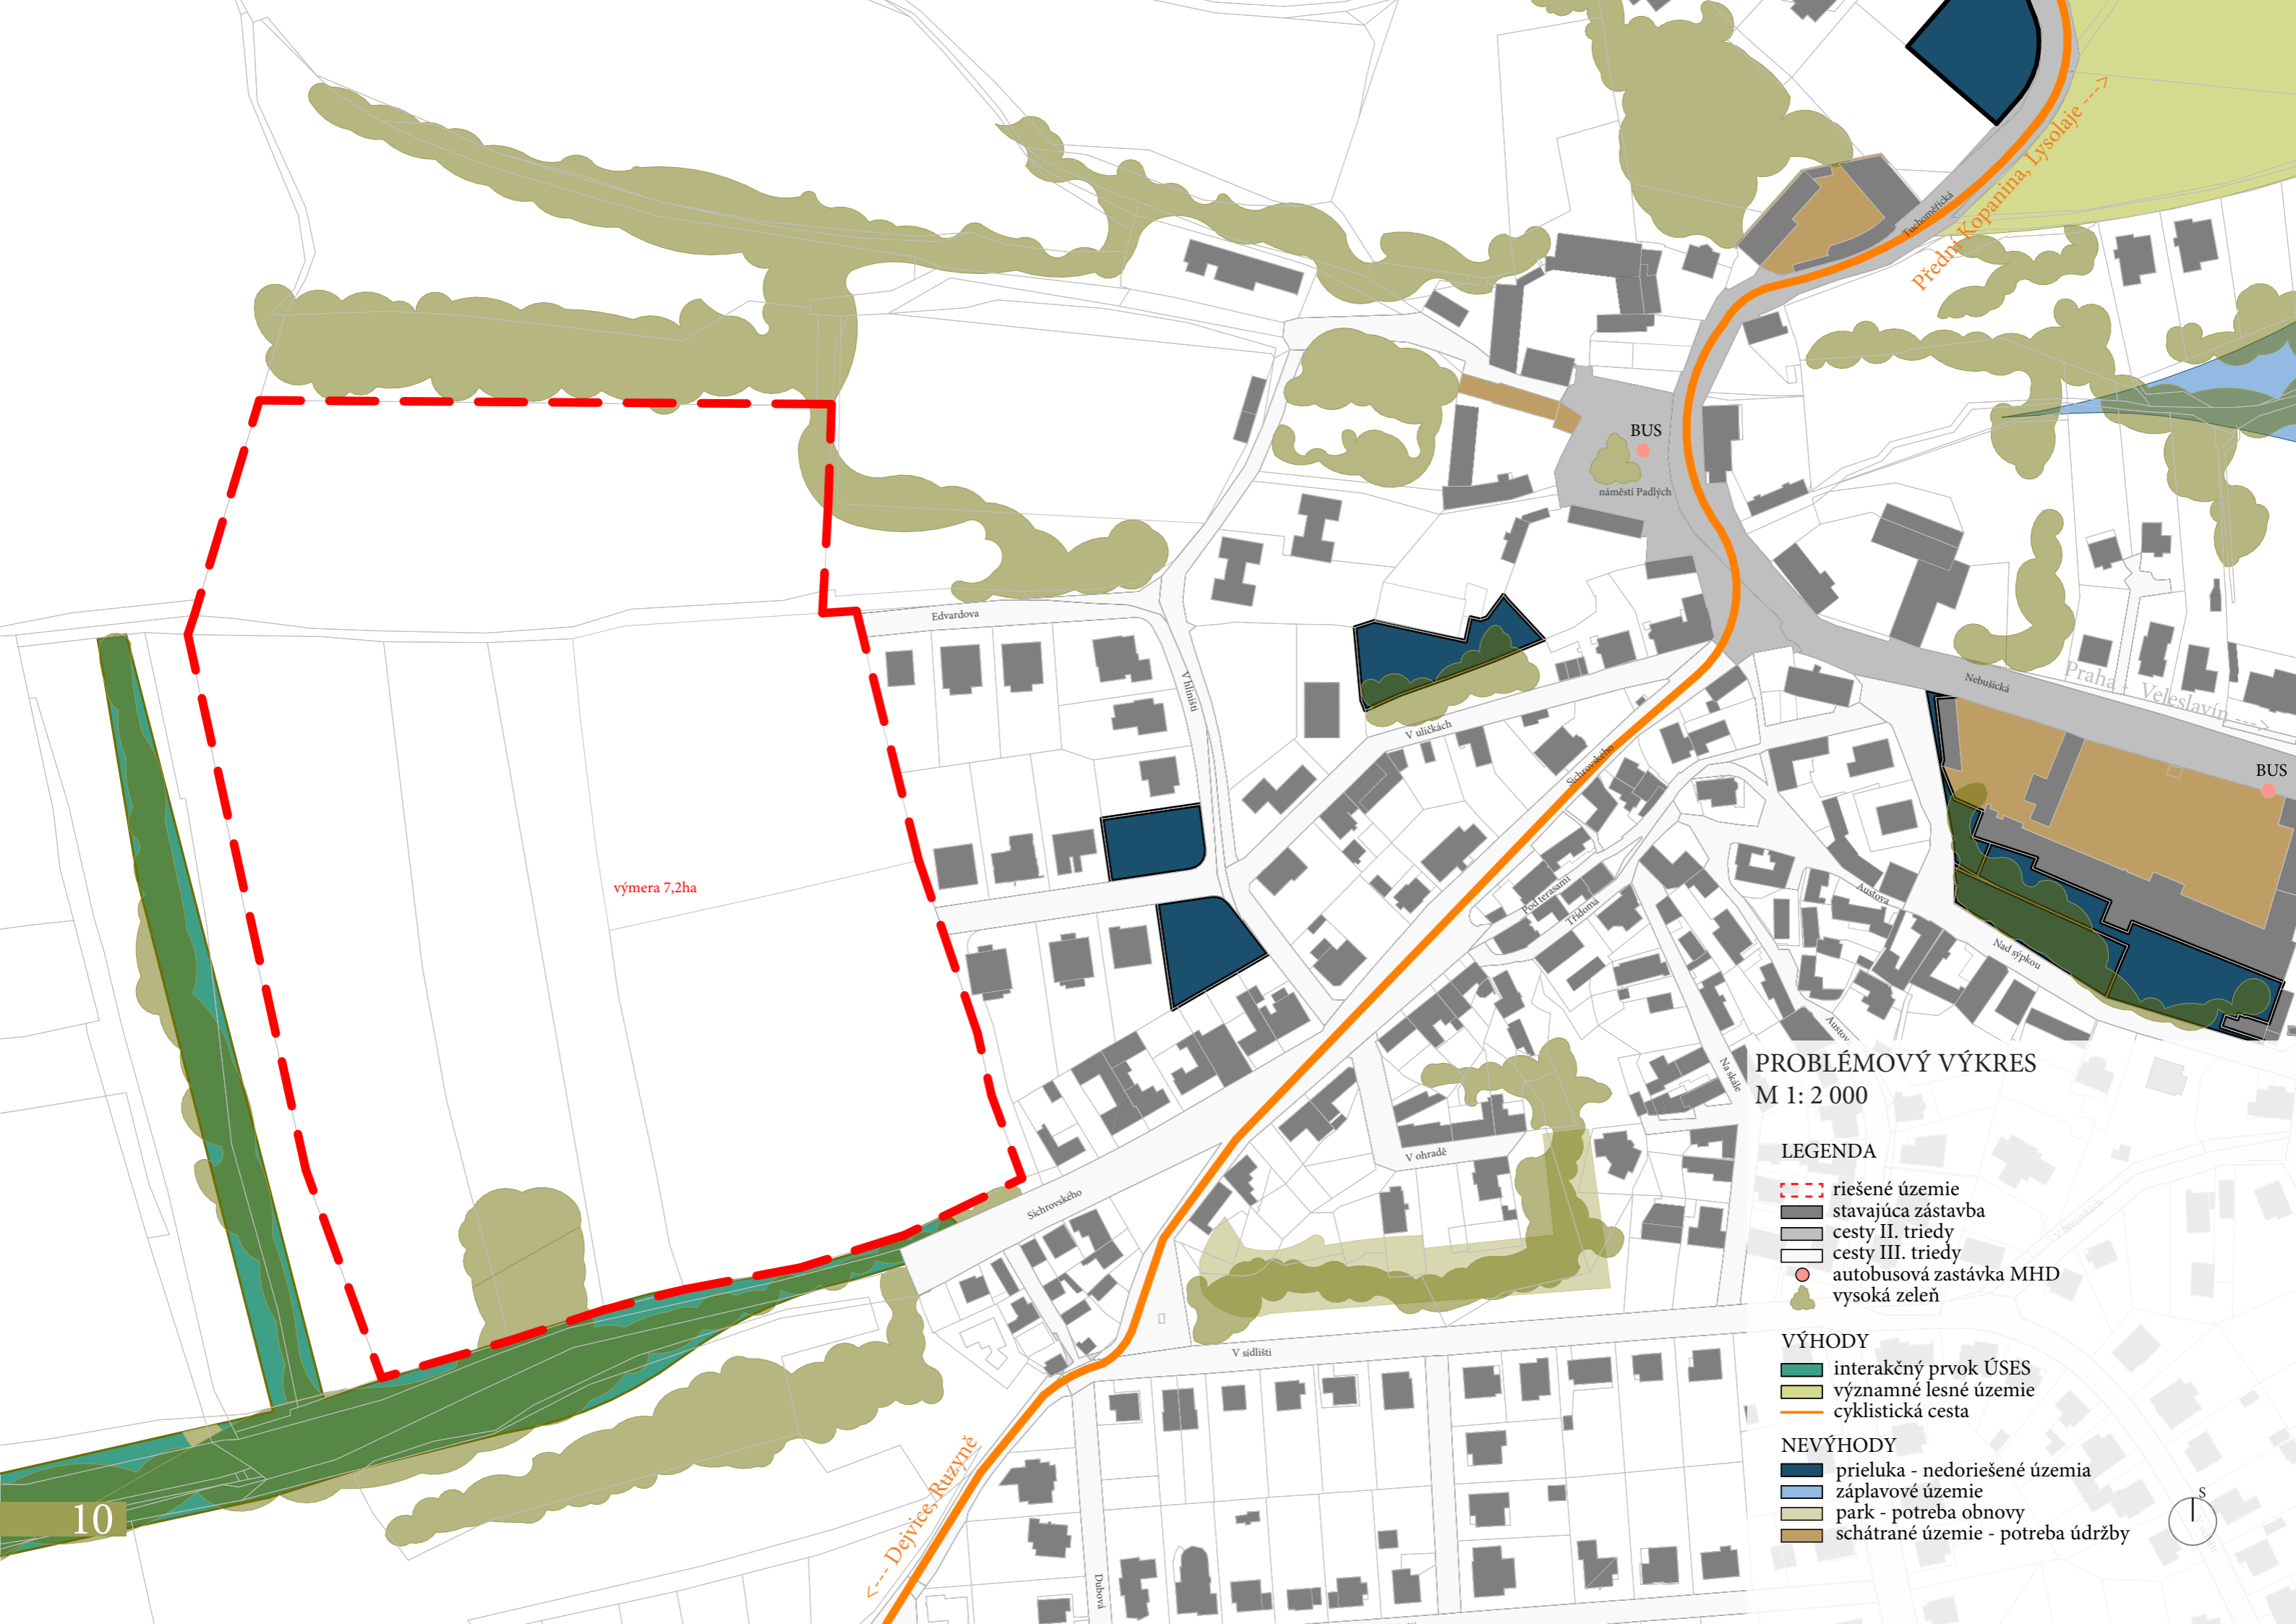 Přední Kopanina, Lysolaje --->
Tuchoměřická
BUS
náměstí Padlých
Edvardova
V hliništi
V uličkách
Sichrovského
Nebušická
Praha - Veleslavín --->
BUS
výmera 7,2ha
Pod terasami
Třídomá
Austova
Nad sýpkou
Austova
Na skále
V ohradě
Sichrovského
V sídlišti
<--- Dejvice, Ruzyně
Dubová
PROBLÉMOVÝ VÝKRES
M 1: 2 000
LEGENDA
riešené územie
stavajúca zástavba
cesty II. triedy
cesty III. triedy
autobusová zastávka MHD
vysoká zeleň
VÝHODY
interakčný prvok ÚSES
významné lesné územie
cyklistická cesta
NEVÝHODY
prieluka - nedoriešené územia
záplavové územie
park - potreba obnovy
schátrané územie - potreba údržby
S
10